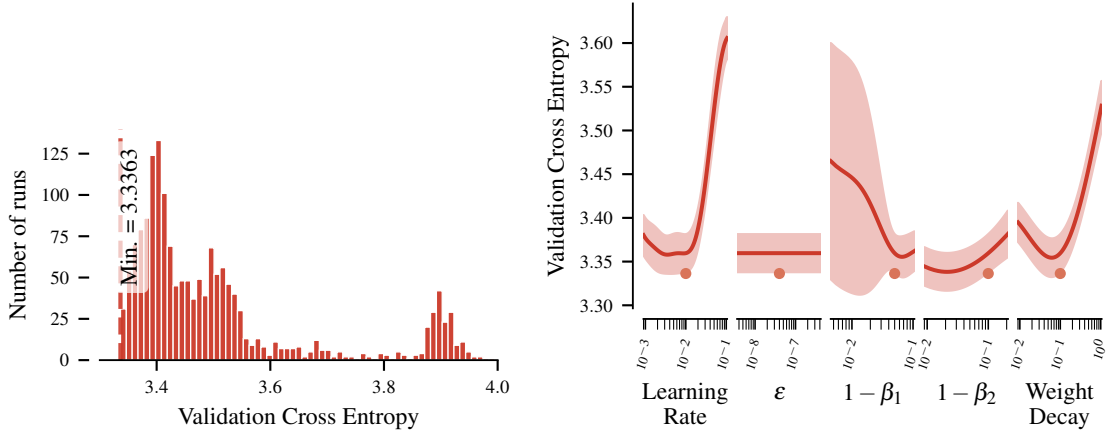 Number of runs
125
100
75
50
25
0
Min. = 3.3363
3.4
3.6
3.8
4.0
Validation Cross Entropy
Validation Cross Entropy
3.60
3.55
3.50
3.45
3.40
3.35
3.30
10⁻³
10⁻²
10⁻¹
10⁻⁸
10⁻⁷
10⁻²
10⁻¹
10⁻²
10⁻¹
10⁻²
10⁻¹
10⁰
Learning
Rate
ε
1 − β₁
1 − β₂
Weight
Decay